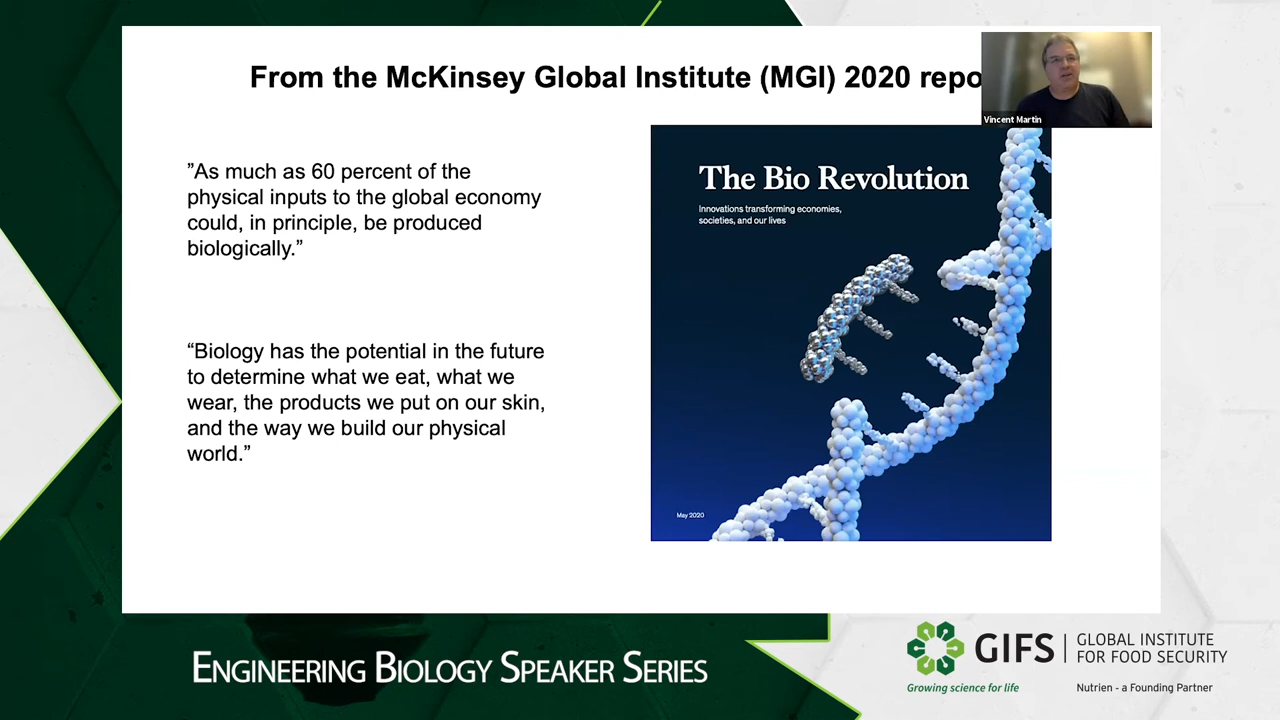 From the McKinsey Global Institute (MGI) 2020 repo
Vincent Martin
”As much as 60 percent of the
physical inputs to the global economy
could, in principle, be produced
biologically.”
“Biology has the potential in the future
to determine what we eat, what we
wear, the products we put on our skin,
and the way we build our physical
world.”
The Bio Revolution
Innovations transforming economies,
societies, and our lives
May 2020
ENGINEERING BIOLOGY SPEAKER SERIES
GIFS
GLOBAL INSTITUTE
FOR FOOD SECURITY
Growing science for life
Nutrien - a Founding Partner